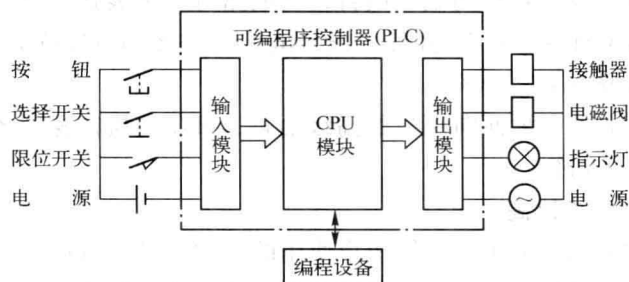 可编程序控制器(PLC)
按 钮
选择开关
限位开关
电 源
输入模块
CPU
模块
输出模块
接触器
电磁阀
指示灯
电 源
编程设备